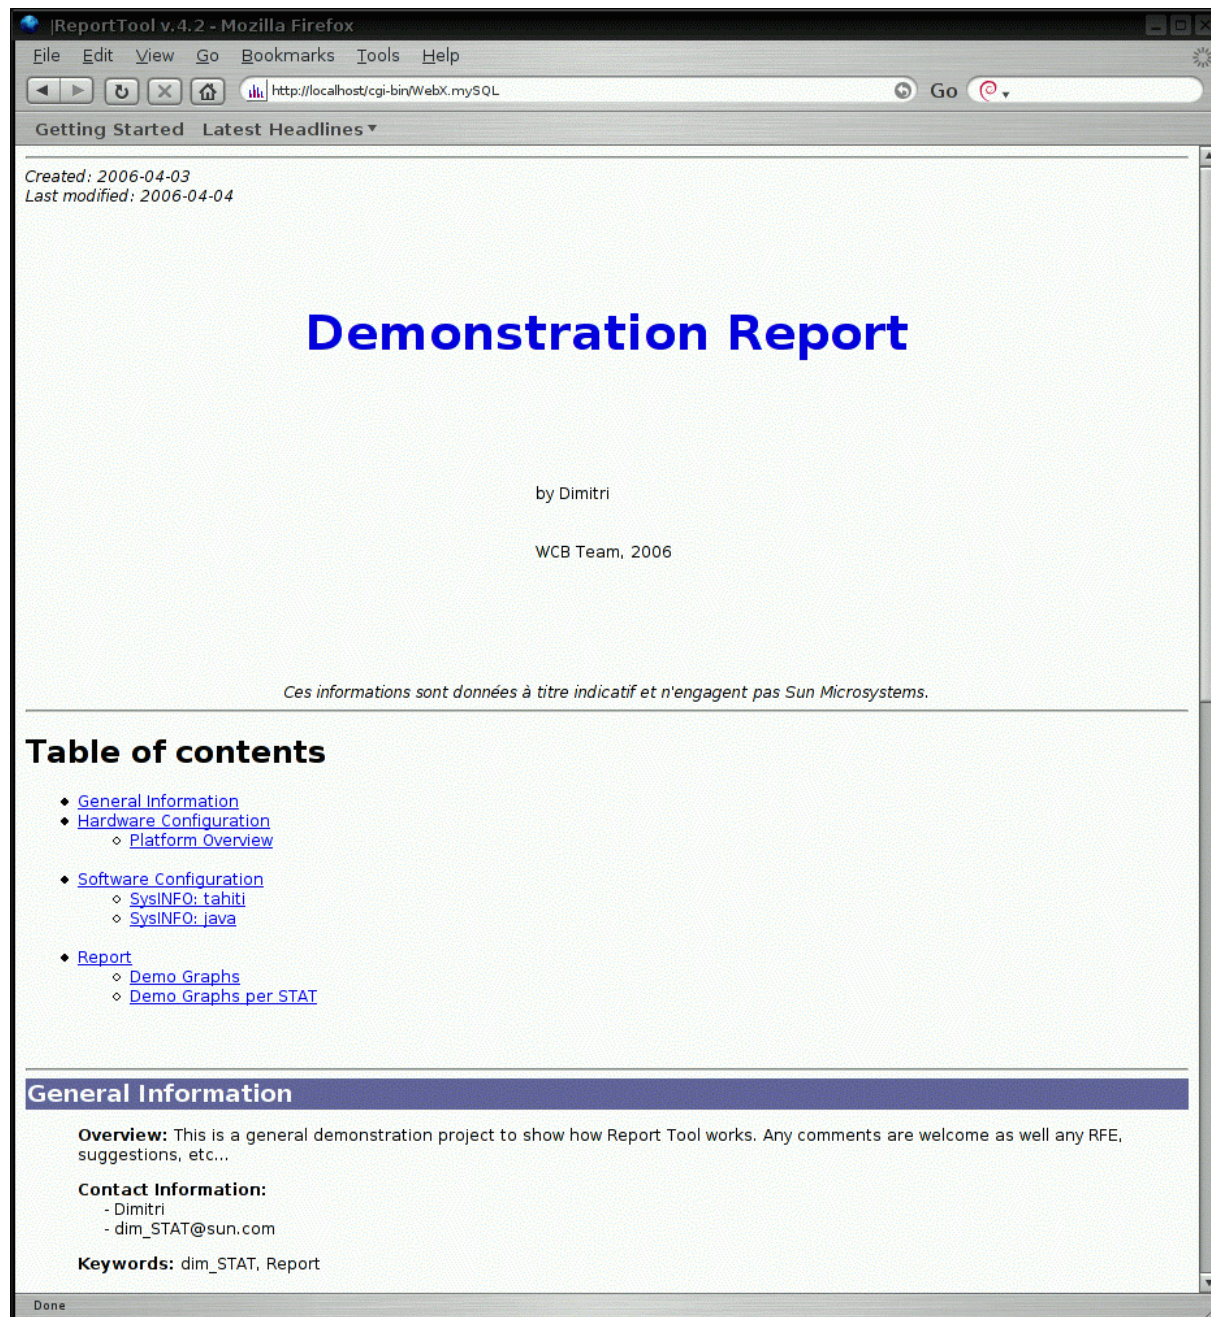 |ReportTool v.4.2 - Mozilla Firefox
File Edit View Go Bookmarks Tools Help
http://localhost/cgi-bin/WebX.mySQL Go
Getting Started Latest Headlines
Created: 2006-04-03
Last modified: 2006-04-04
Demonstration Report
by Dimitri
WCB Team, 2006
Ces informations sont données à titre indicatif et n'engagent pas Sun Microsystems.
Table of contents
General Information
Hardware Configuration
Platform Overview
Software Configuration
SysINFO: tahiti
SysINFO: java
Report
Demo Graphs
Demo Graphs per STAT
General Information
Overview: This is a general demonstration project to show how Report Tool works. Any comments are welcome as well any RFE,
suggestions, etc...
Contact Information:
- Dimitri
- dim_STAT@sun.com
Keywords: dim_STAT, Report
Done